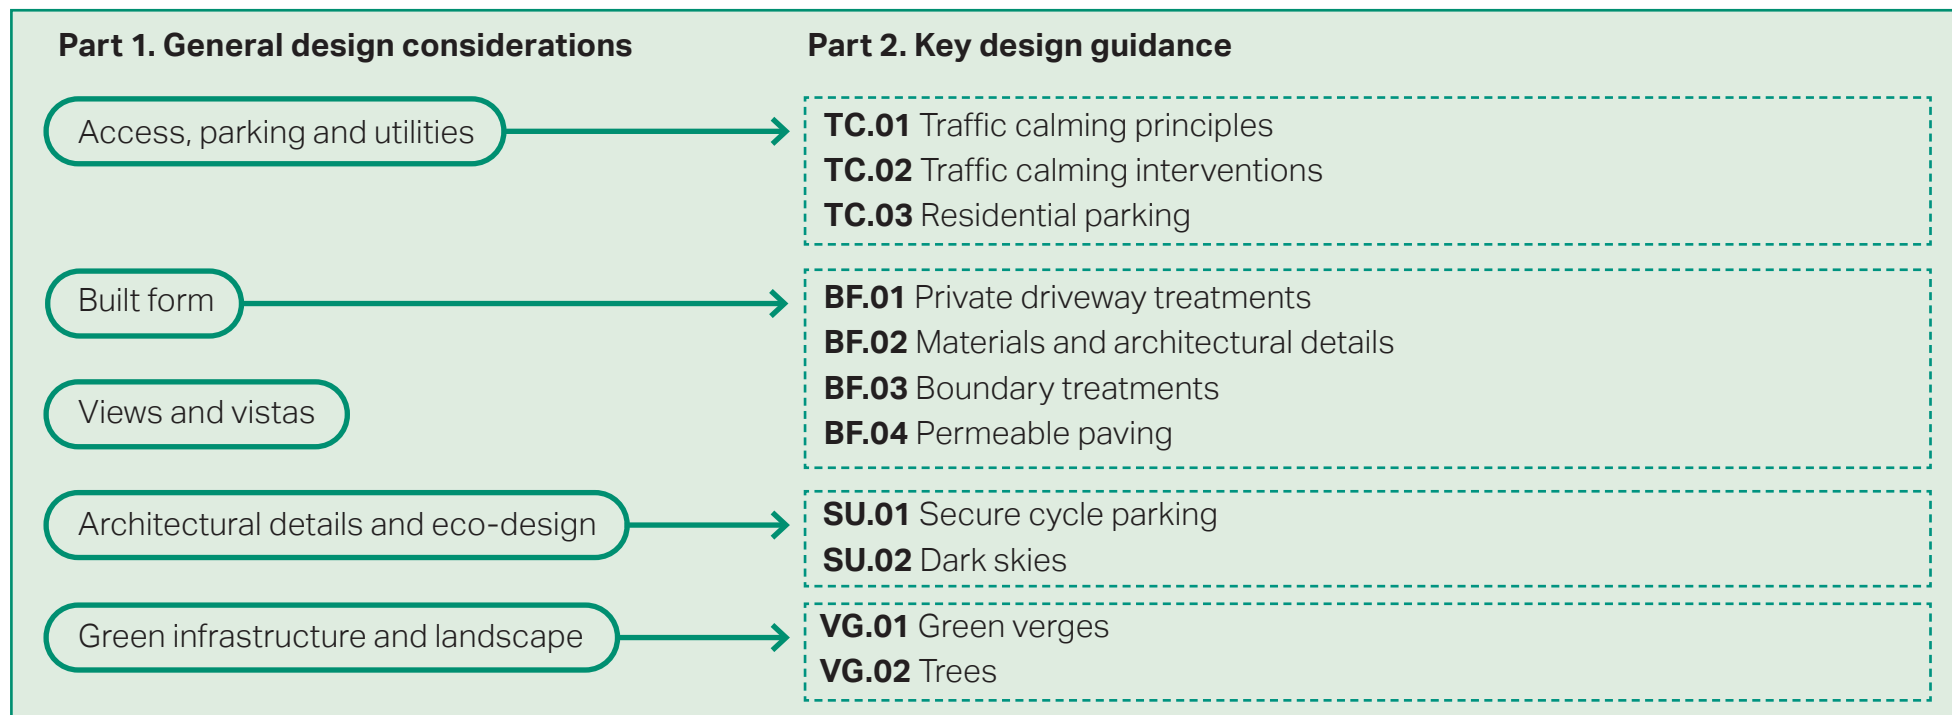 Part 1. General design considerations
Part 2. Key design guidance
Access, parking and utilities
TC.01 Traffic calming principles
TC.02 Traffic calming interventions
TC.03 Residential parking
Built form
BF.01 Private driveway treatments
BF.02 Materials and architectural details
BF.03 Boundary treatments
BF.04 Permeable paving
Views and vistas
Architectural details and eco-design
SU.01 Secure cycle parking
SU.02 Dark skies
Green infrastructure and landscape
VG.01 Green verges
VG.02 Trees